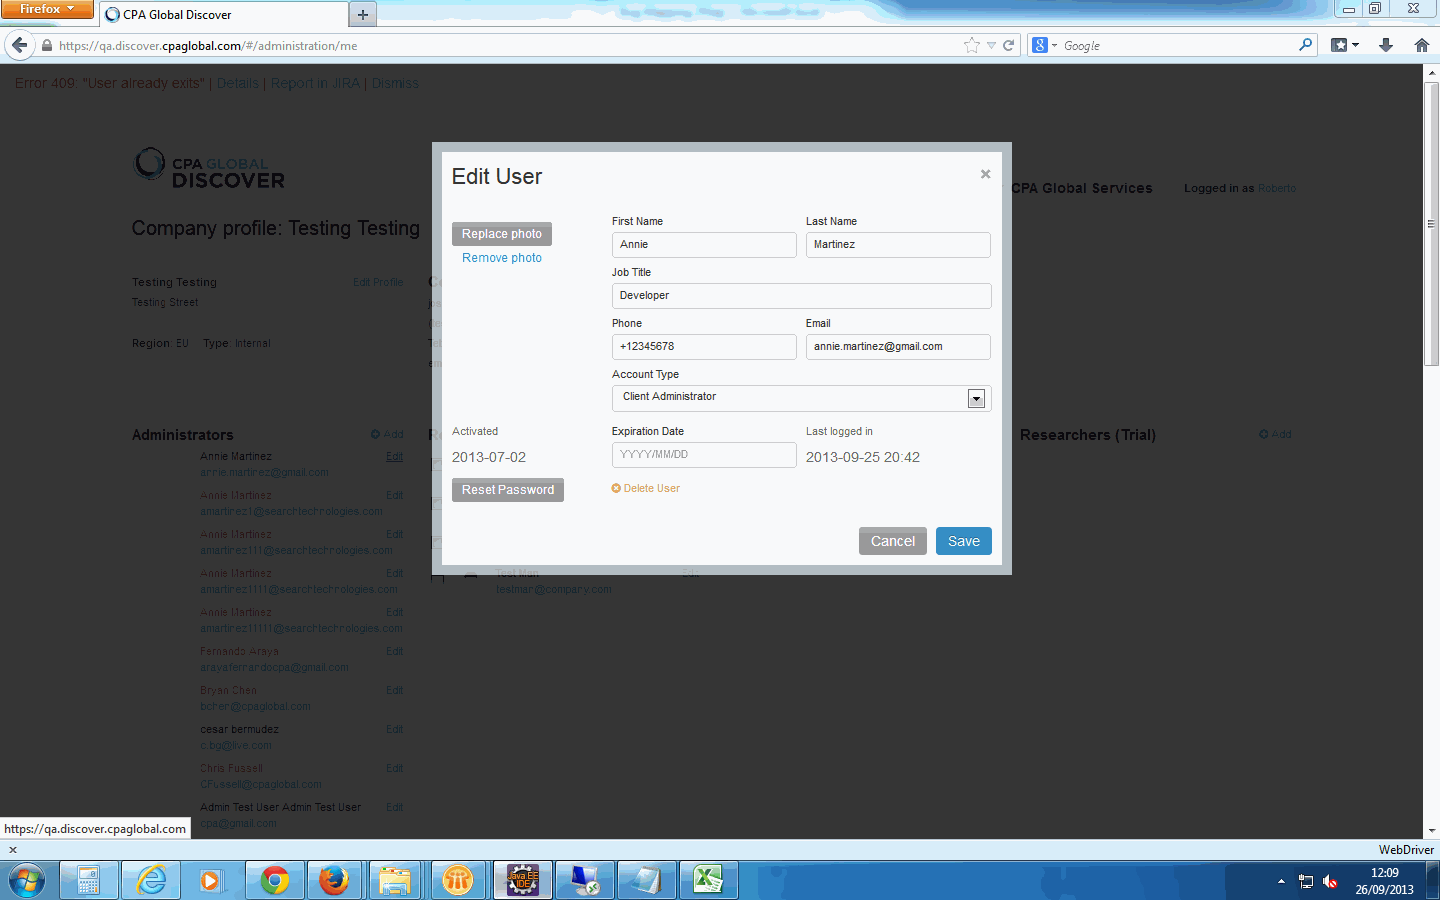 Firefox
CPA Global Discover
https://qa.discover.cpaglobal.com/#/administration/me
Google
Error 409: "User already exits" | Details | Report in JIRA | Dismiss
CPA GLOBAL
DISCOVER
CPA Global Services
Logged in as Roberto
Company profile: Testing Testing
Testing Testing
Edit Profile
Testing Street
Region: EU Type: Internal
Edit User
×
Replace photo
Remove photo
First Name
Last Name
Annie
Martinez
Job Title
Developer
Phone
Email
+12345678
annie.martinez@gmail.com
Account Type
Client Administrator
Activated
Expiration Date
Last logged in
2013-07-02
YYYY/MM/DD
2013-09-25 20:42
Reset Password
Delete User
Cancel
Save
Administrators
Add
Annie Martinez
Edit
annie.martinez@gmail.com
Annie Martinez
Edit
amartinez1@searchtechnologies.com
Annie Martinez
Edit
amartinez111@searchtechnologies.com
Annie Martinez
Edit
amartinez1111@searchtechnologies.com
Annie Martinez
Edit
amartinez11111@searchtechnologies.com
Fernando Araya
Edit
arayafernandocpa@gmail.com
Bryan Chen
Edit
bchen@cpaglobal.com
cesar bermudez
Edit
c.bg@live.com
Chris Fussell
Edit
CFussell@cpaglobal.com
Admin Test User Admin Test User
Edit
cpa@gmail.com
Test Man
Edit
testman@company.com
Researchers (Trial)
Add
https://qa.discover.cpaglobal.com
×
WebDriver
Java EE
IDE
12:09
26/09/2013